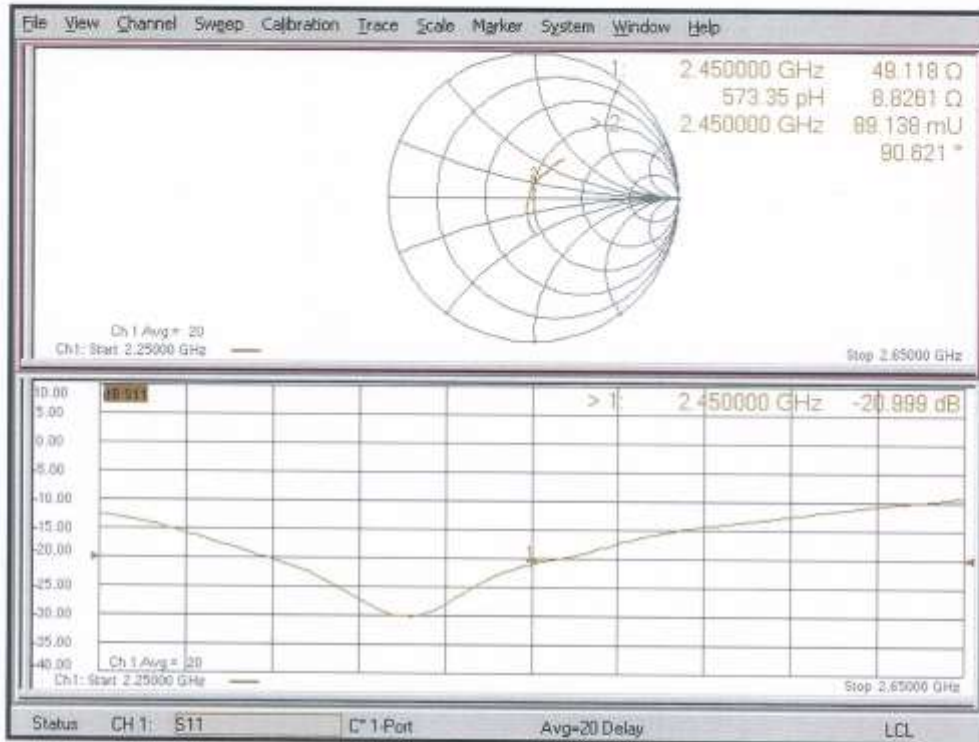 File View Channel Sweep Calibration Trace Scale Marker System Window Help
1 2.450000 GHz 49.118 Ω
573.35 pH 8.8261 Ω
> 2 2.450000 GHz 89.138 mU
90.621 °
Ch 1 Avg = 20
Ch1: Start 2.25000 GHz
Stop 2.65000 GHz
10.00
dB S11
> 1: 2.450000 GHz -20.999 dB
5.00
0.00
-5.00
-10.00
-15.00
-20.00
1
-25.00
-30.00
-35.00
-40.00
Ch 1 Avg = 20
Ch1: Start 2.25000 GHz
Stop 2.65000 GHz
Status CH 1: S11 C* 1-Port Avg=20 Delay LCL